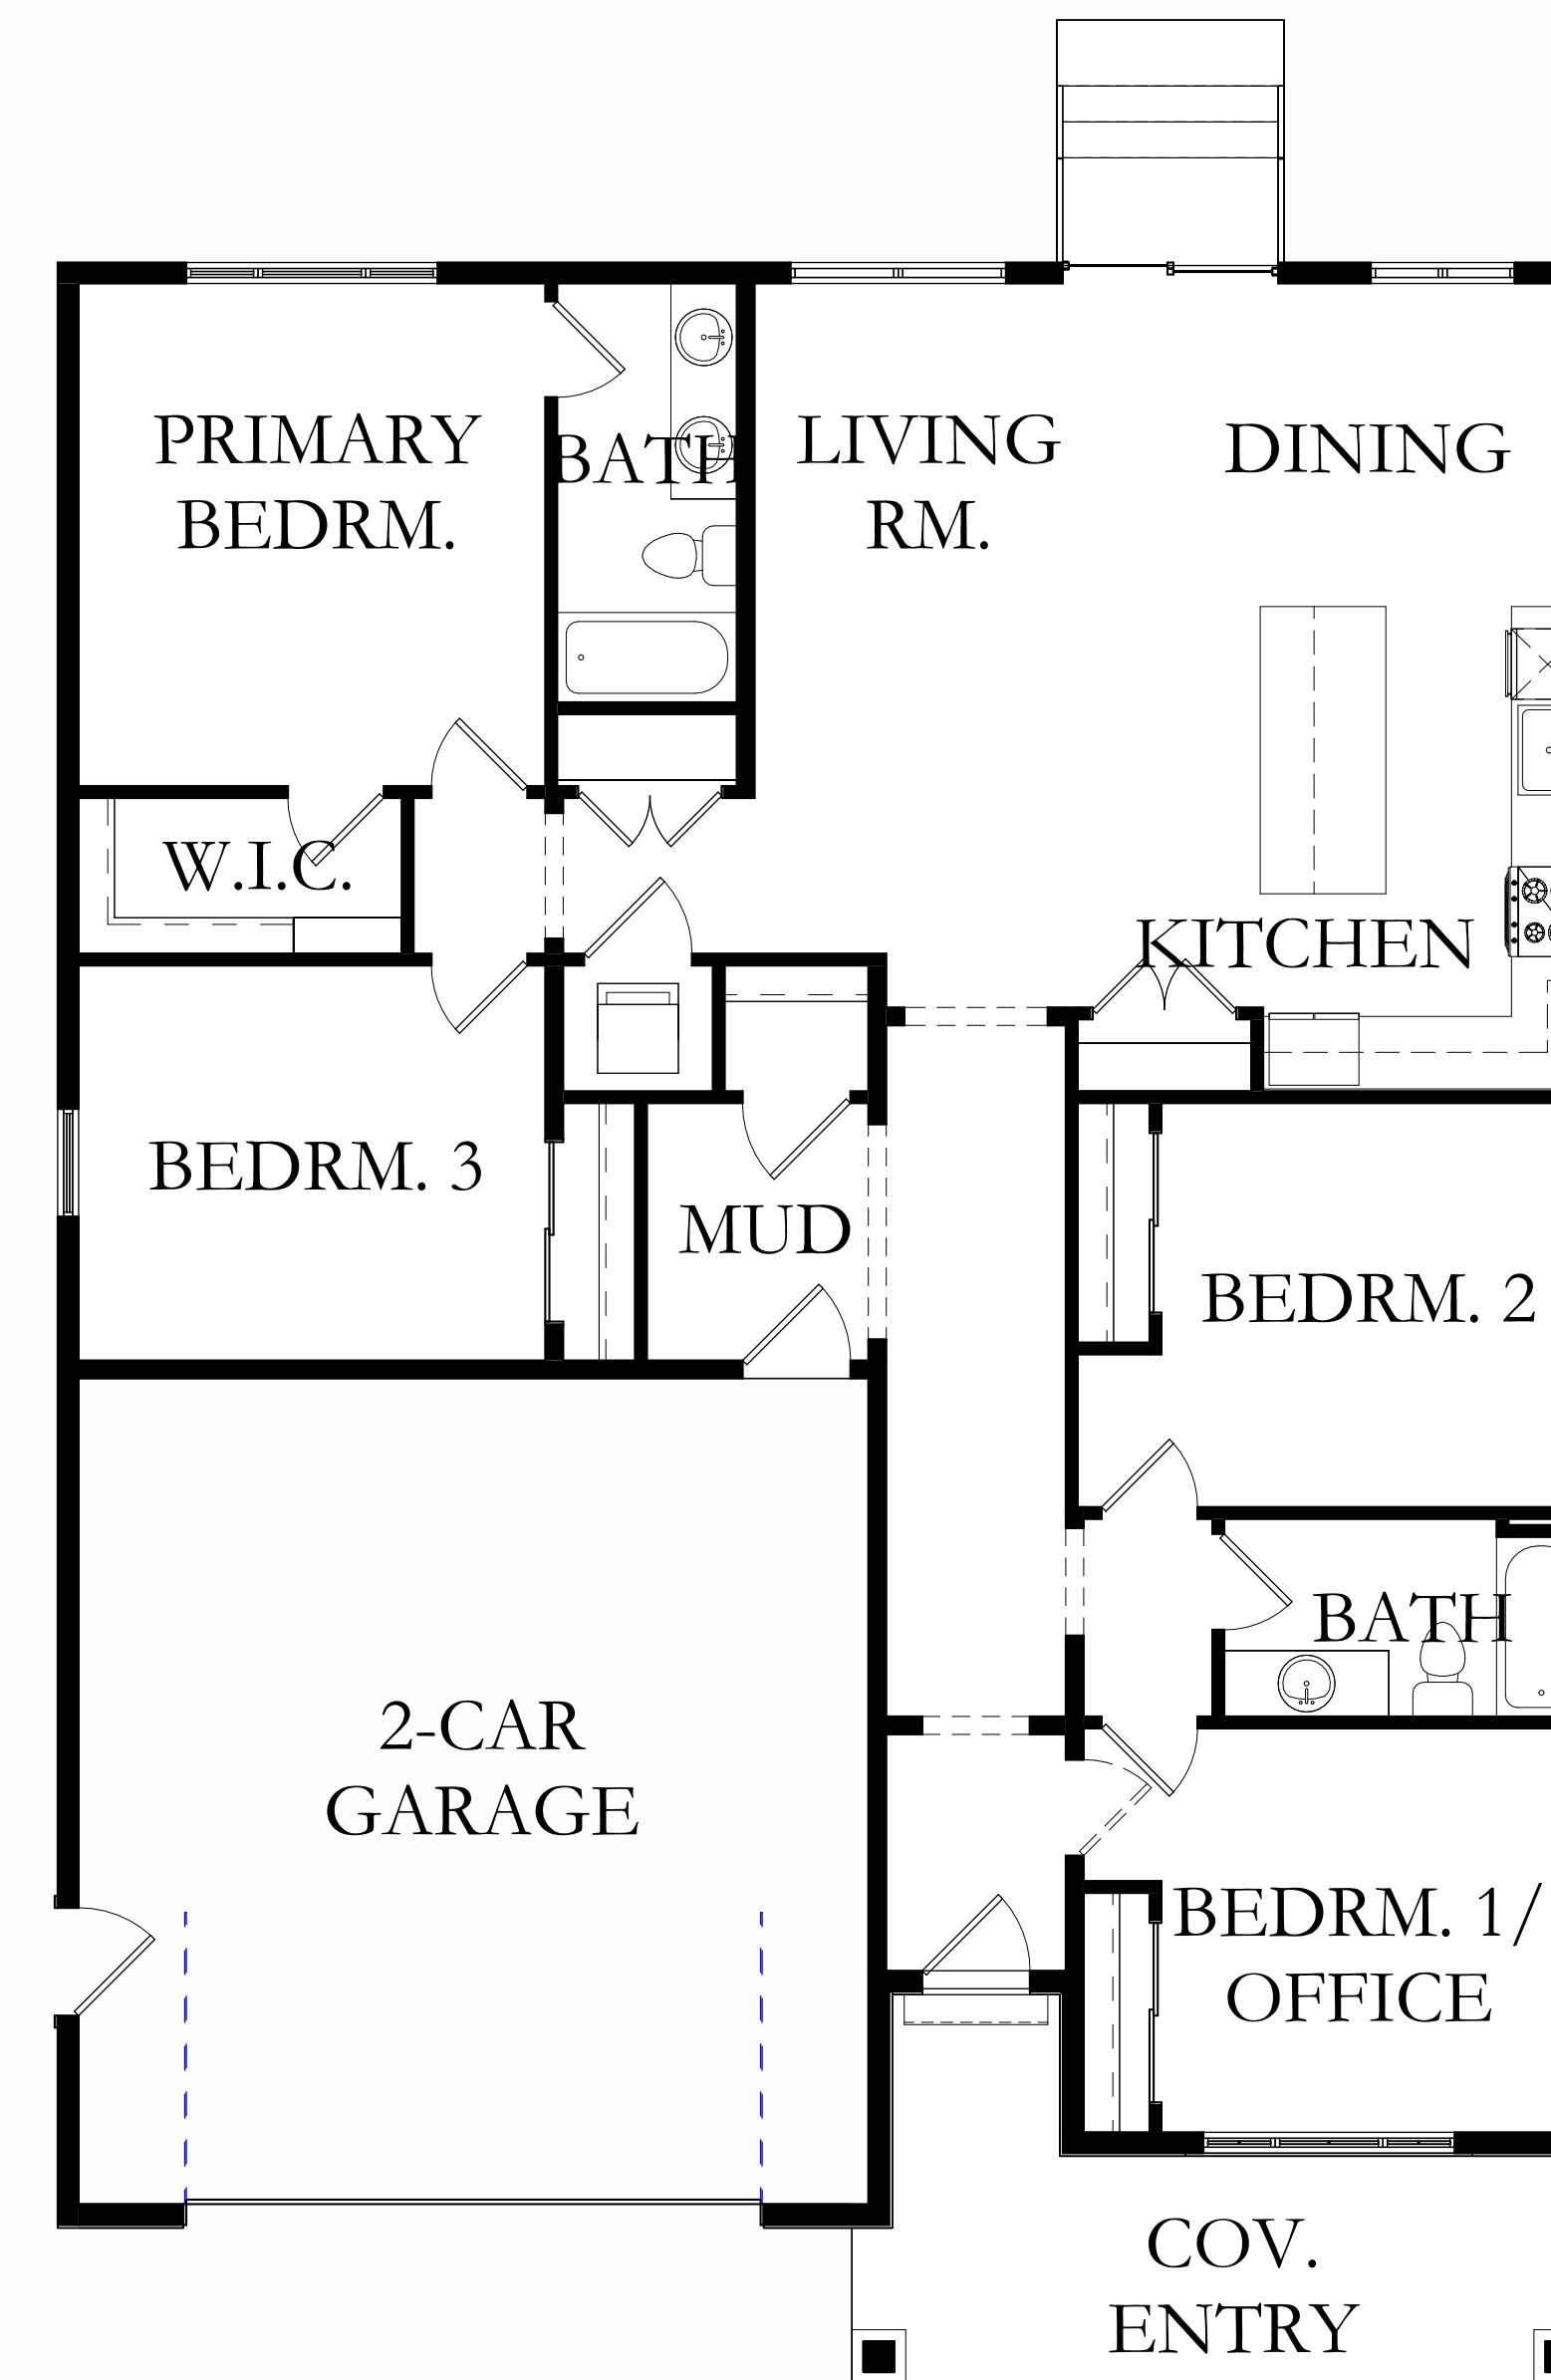 PRIMARY
BEDRM.
BATH
LIVING
RM.
DINING
W.I.C.
KITCHEN
BEDRM. 3
MUD
BEDRM. 2
BATH
2-CAR
GARAGE
BEDRM. 1/
OFFICE
COV.
ENTRY